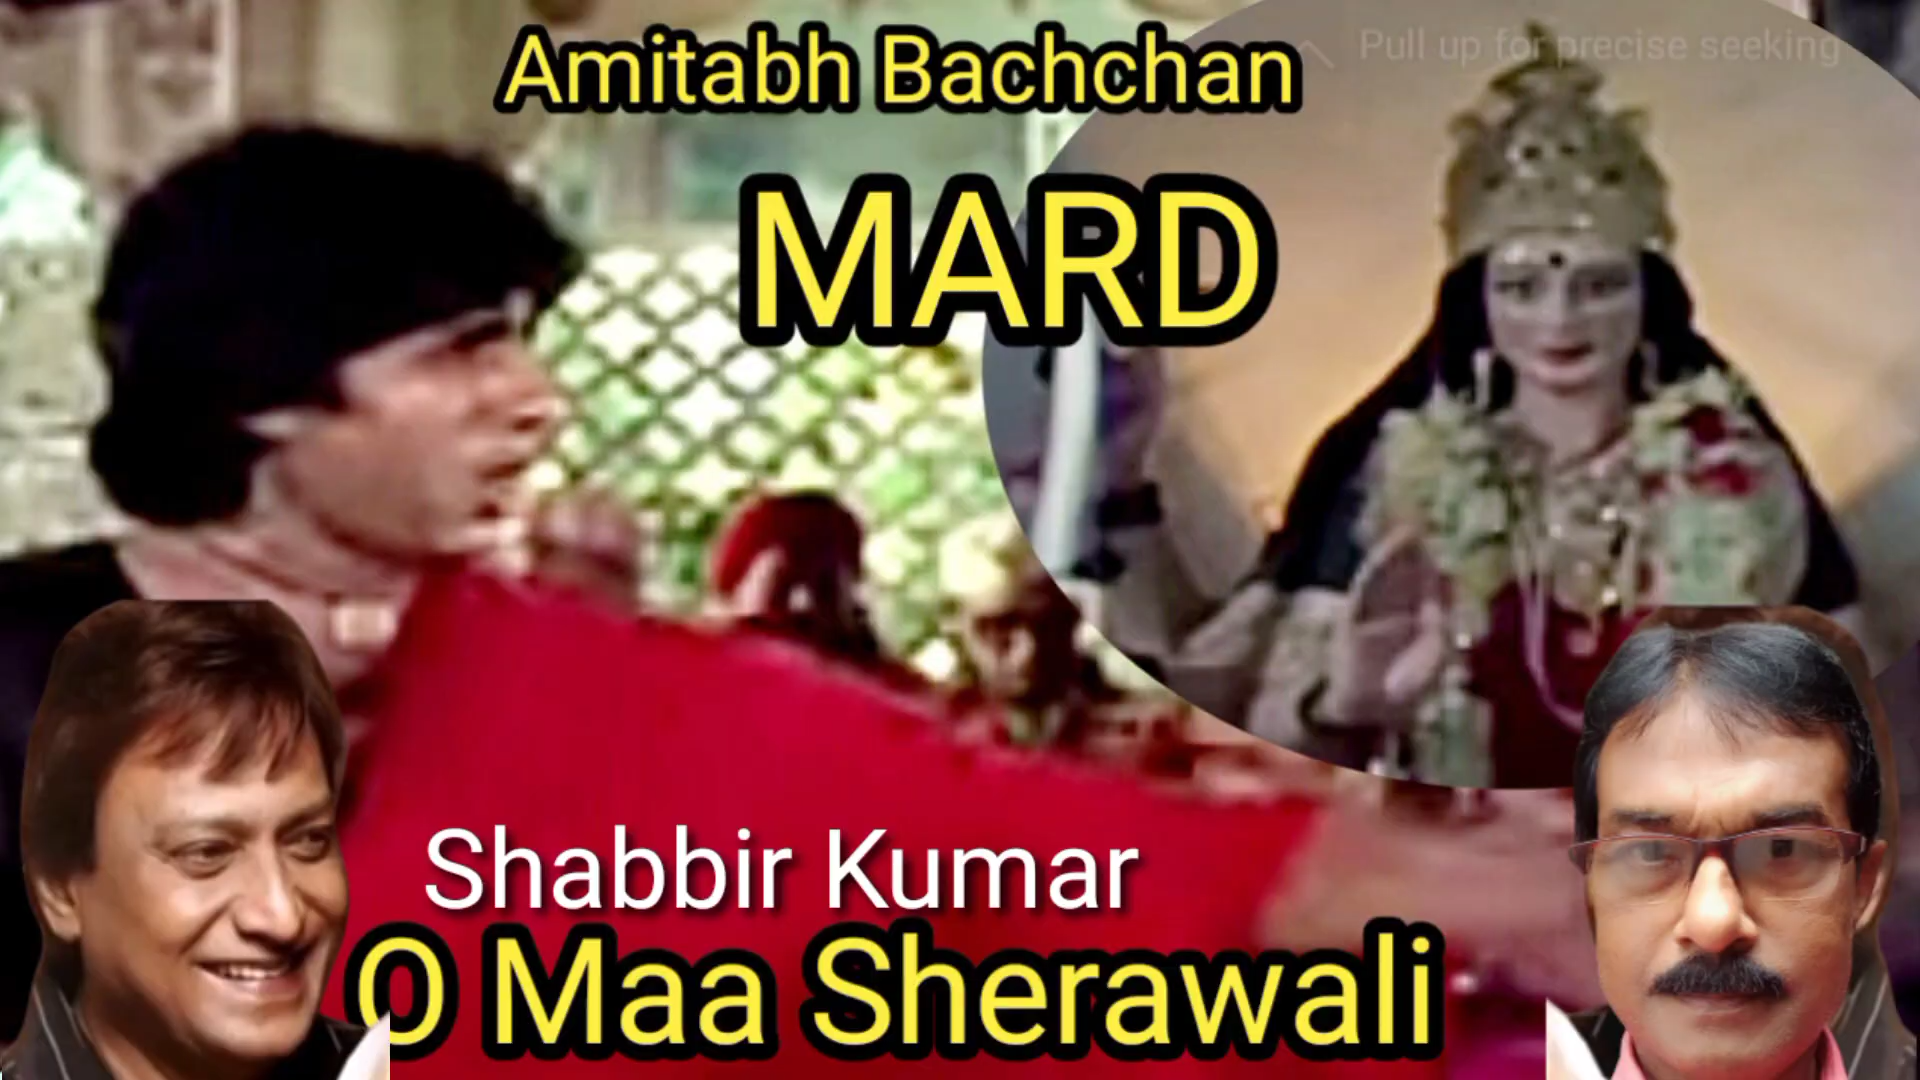 Amitabh Bachchan
Pull up for precise seeking
MARD
Shabbir Kumar
O Maa Sherawali